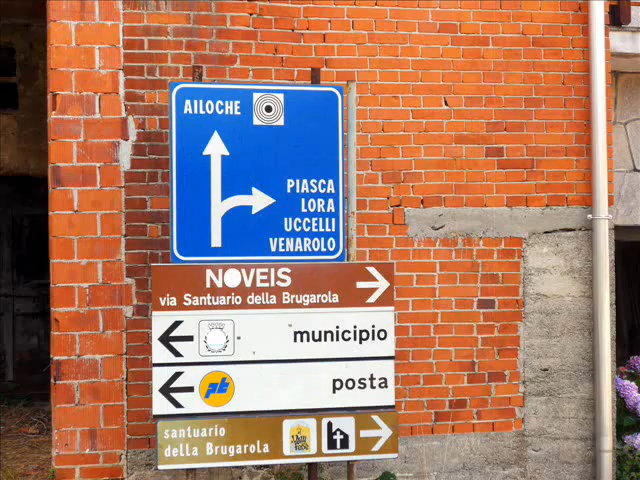 AILOCHE
PIASCA
LORA
UCCELLI
VENAROLO
NOVEIS
via Santuario della Brugarola
municipio
pt
posta
santuario
della Brugarola